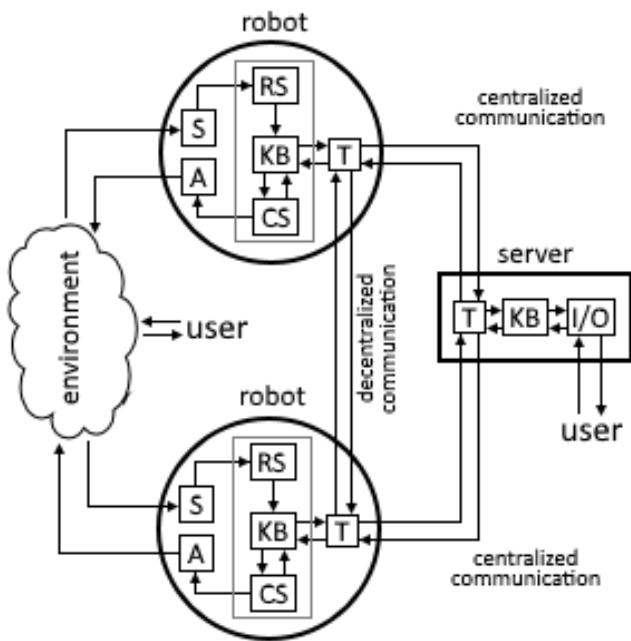 robot
RS
S
KB
T
A
CS
centralized
communication
server
T
KB
I/O
user
environment
user
decentralized
communication
robot
RS
S
KB
T
A
CS
centralized
communication